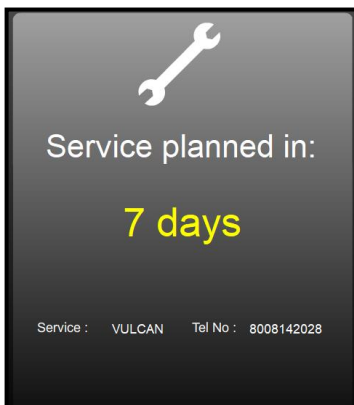 Service planned in:
7 days
Service : VULCAN Tel No : 8008142028